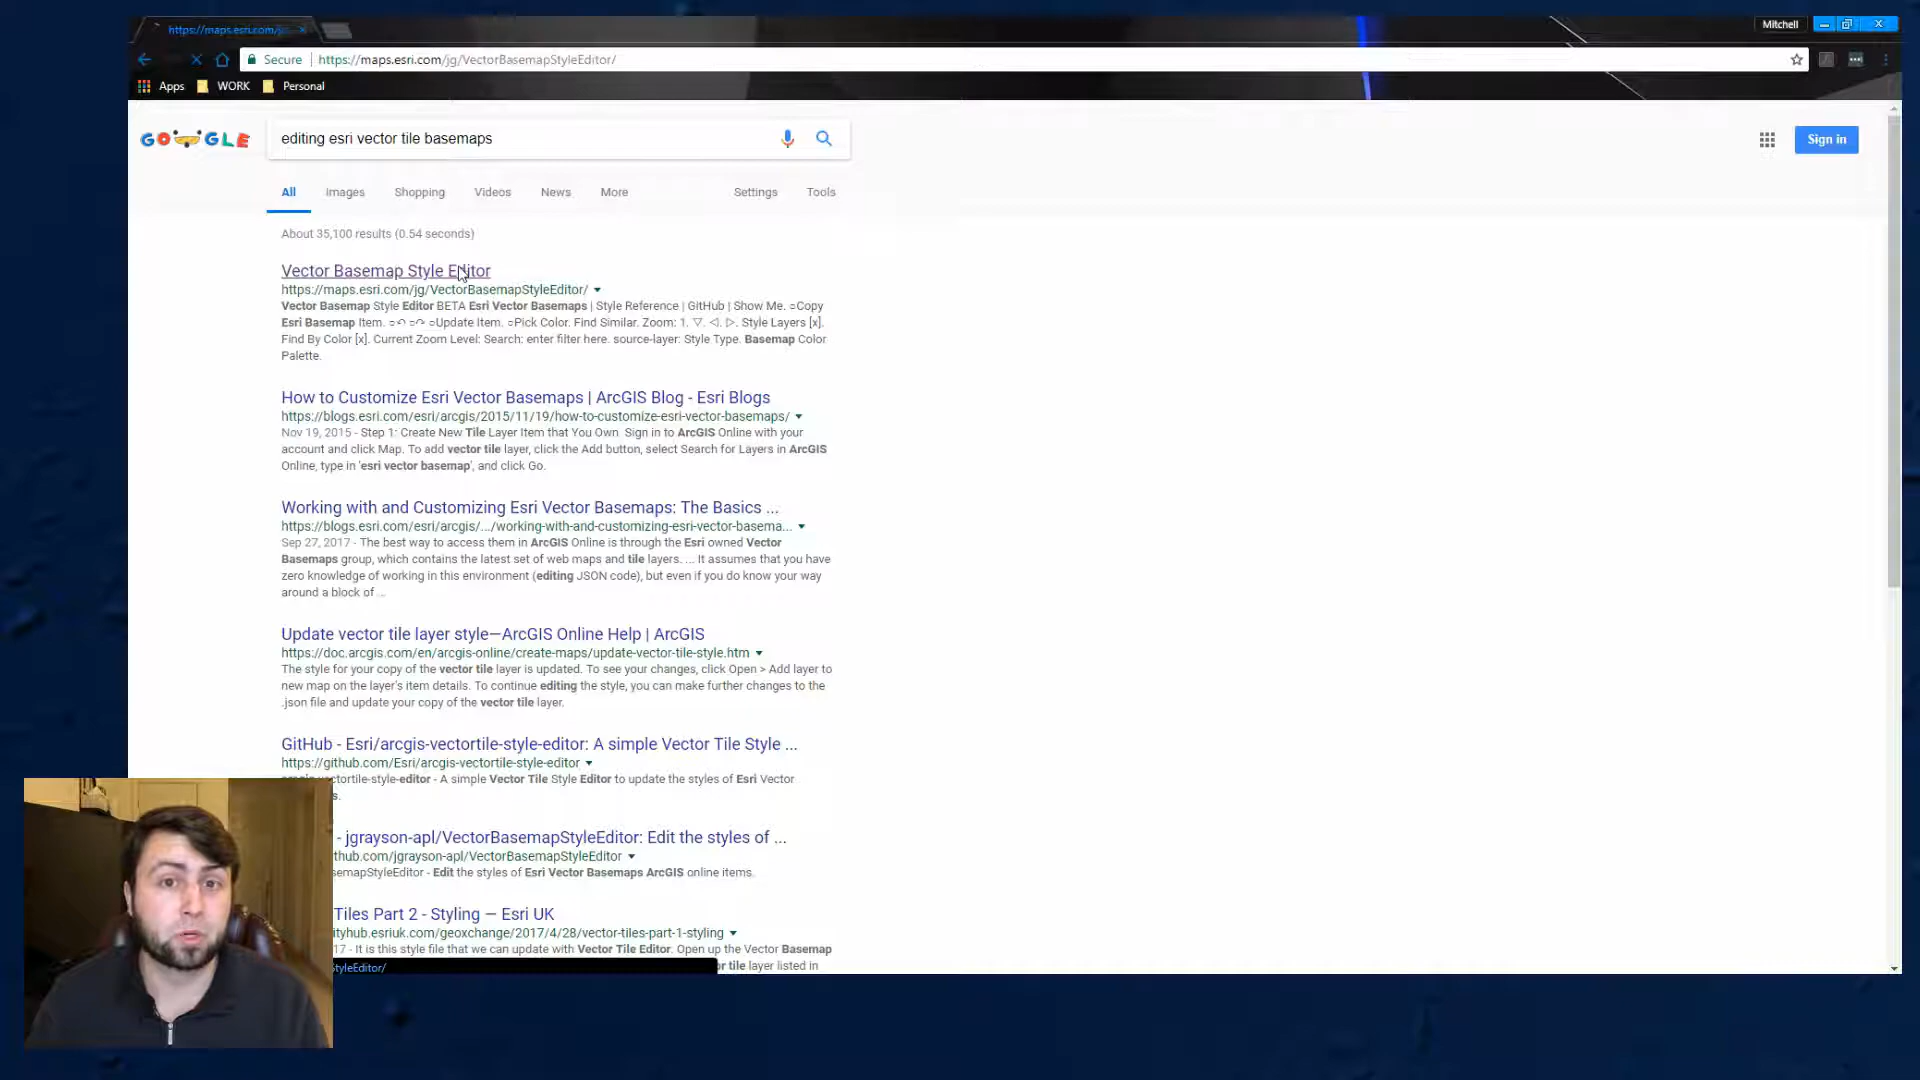 https://maps.esri.com/jg
Mitchell
Secure https://maps.esri.com/jg/VectorBasemapStyleEditor/
Apps WORK Personal
GO GLE
editing esri vector tile basemaps
Sign in
All Images Shopping Videos News More Settings Tools
About 35,100 results (0.54 seconds)
Vector Basemap Style Editor
https://maps.esri.com/jg/VectorBasemapStyleEditor/
Vector Basemap Style Editor BETA Esri Vector Basemaps | Style Reference | GitHub | Show Me. ○Copy
Esri Basemap Item. ○↶ ○↷ ○Update Item. ○Pick Color. Find Similar. Zoom: 1. ▽. ◁. ▷. Style Layers [x].
Find By Color [x]. Current Zoom Level: Search: enter filter here. source-layer: Style Type. Basemap Color
Palette.
How to Customize Esri Vector Basemaps | ArcGIS Blog - Esri Blogs
https://blogs.esri.com/esri/arcgis/2015/11/19/how-to-customize-esri-vector-basemaps/
Nov 19, 2015 - Step 1: Create New Tile Layer Item that You Own. Sign in to ArcGIS Online with your
account and click Map. To add vector tile layer, click the Add button, select Search for Layers in ArcGIS
Online, type in 'esri vector basemap', and click Go.
Working with and Customizing Esri Vector Basemaps: The Basics ...
https://blogs.esri.com/esri/arcgis/.../working-with-and-customizing-esri-vector-basema...
Sep 27, 2017 - The best way to access them in ArcGIS Online is through the Esri owned Vector
Basemaps group, which contains the latest set of web maps and tile layers. ... It assumes that you have
zero knowledge of working in this environment (editing JSON code), but even if you do know your way
around a block of ...
Update vector tile layer style—ArcGIS Online Help | ArcGIS
https://doc.arcgis.com/en/arcgis-online/create-maps/update-vector-tile-style.htm
The style for your copy of the vector tile layer is updated. To see your changes, click Open > Add layer to
new map on the layer's item details. To continue editing the style, you can make further changes to the
.json file and update your copy of the vector tile layer.
GitHub - Esri/arcgis-vectortile-style-editor: A simple Vector Tile Style ...
https://github.com/Esri/arcgis-vectortile-style-editor
ctortile-style-editor - A simple Vector Tile Style Editor to update the styles of Esri Vector
s.
- jgrayson-apl/VectorBasemapStyleEditor: Edit the styles of ...
thub.com/jgrayson-apl/VectorBasemapStyleEditor
semapStyleEditor - Edit the styles of Esri Vector Basemaps ArcGIS online items.
Tiles Part 2 - Styling — Esri UK
ityhub.esriuk.com/geoxchange/2017/4/28/vector-tiles-part-1-styling
17 - It is this style file that we can update with Vector Tile Editor. Open up the Vector Basemap
or tile layer listed in
tyleEditor/